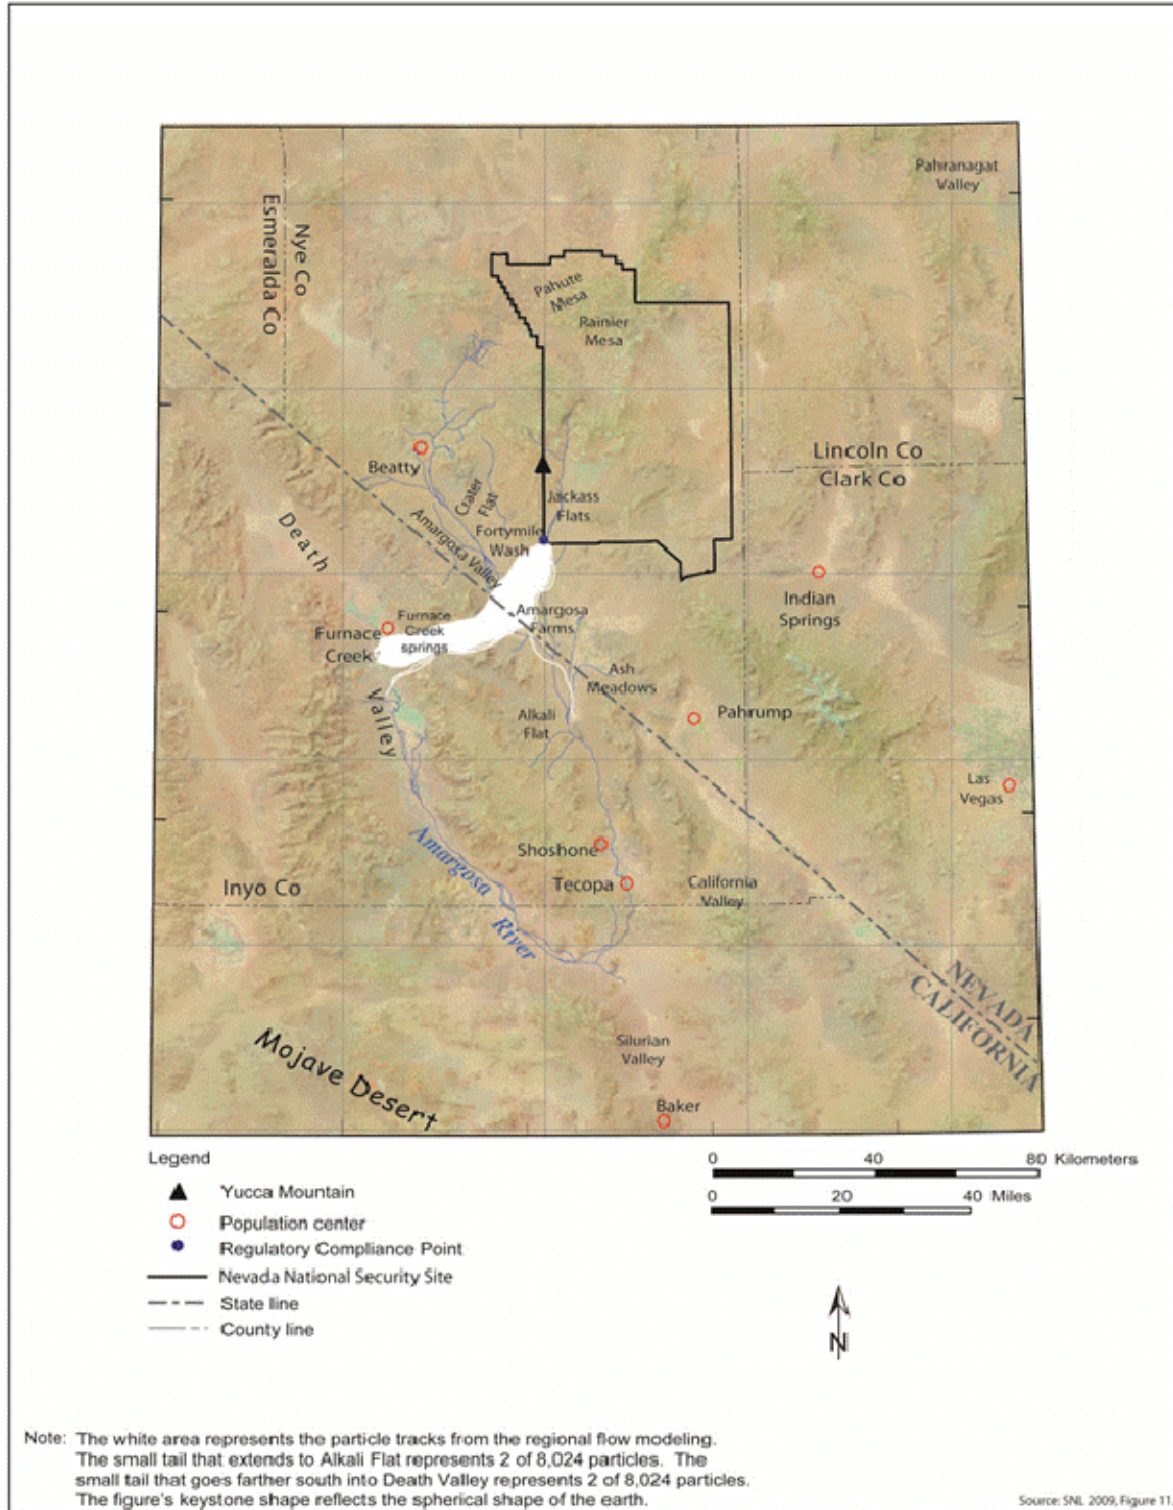 Pahranagat
Valley
Nye Co
Esmeralda Co
Pahute
Mesa
Rainier
Mesa
Lincoln Co
Clark Co
Beatty
Crater
Flat
Jackass
Flats
Death
Amargosa Valley
Fortymile
Wash
Indian
Springs
Amargosa
Farms
Furnace
Creek
springs
Furnace
Creek
Ash
Meadows
Valley
Alkali
Flat
Pahrump
Las
Vegas
Amargosa
River
Shoshone
Tecopa
California
Valley
Inyo Co
NEVADA
CALIFORNIA
Silurian
Valley
Mojave Desert
Baker
Legend
Yucca Mountain
Population center
Regulatory Compliance Point
Nevada National Security Site
State line
County line
0 40 80 Kilometers
0 20 40 Miles
N
Note: The white area represents the particle tracks from the regional flow modeling.
The small tail that extends to Alkali Flat represents 2 of 8,024 particles. The
small tail that goes farther south into Death Valley represents 2 of 8,024 particles.
The figure's keystone shape reflects the spherical shape of the earth.
Source: SNL 2009, Figure 11